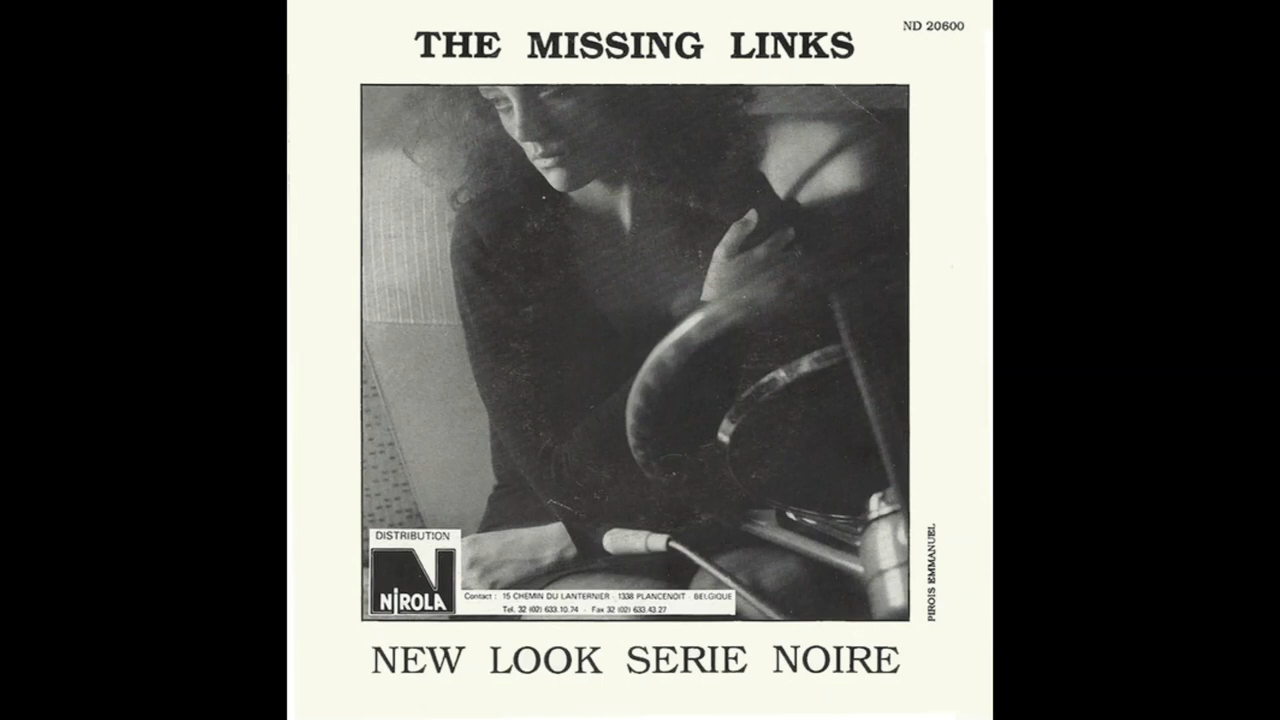 ND 20600
THE MISSING LINKS
DISTRIBUTION
NIROLA
Contact : 15 CHEMIN DU LANTERNIER - 1338 PLANCENOIT - BELGIQUE
Tel. 32 (02) 633.10.74 - Fax 32 (02) 633.43.27
PIROIS EMMANUEL
NEW LOOK SERIE NOIRE